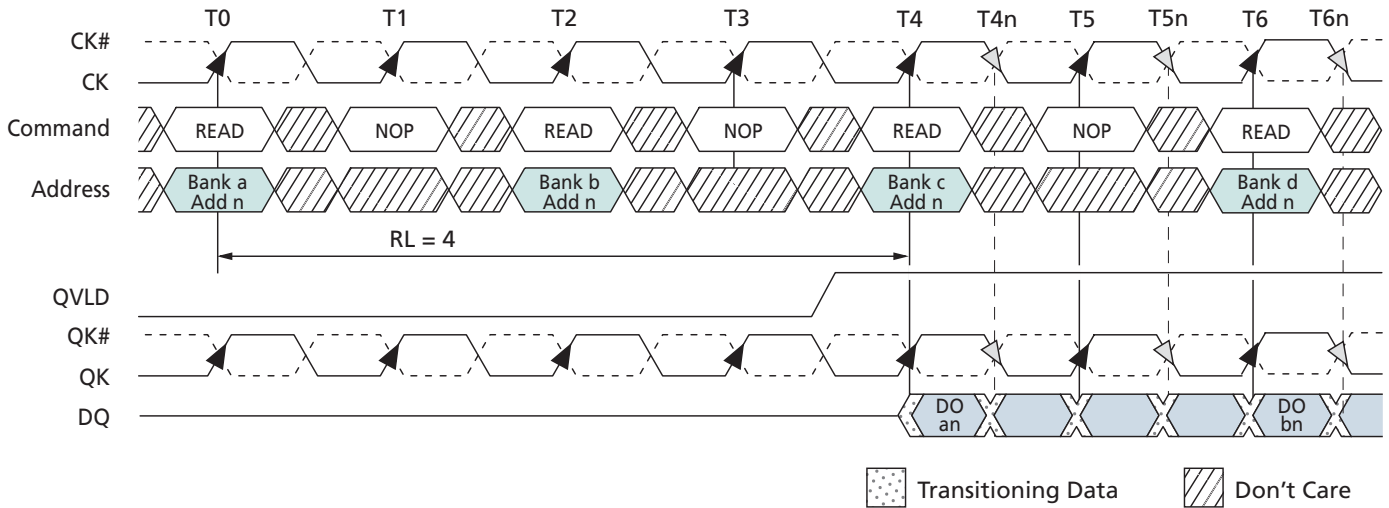 T0 T1 T2 T3 T4 T4n T5 T5n T6 T6n
CK#
CK
Command READ NOP READ NOP READ NOP READ
Address Bank a Bank b Bank c Bank d
Add n Add n Add n Add n
RL = 4
QVLD
QK#
QK
DQ DO DO
an bn
Transitioning Data Don't Care